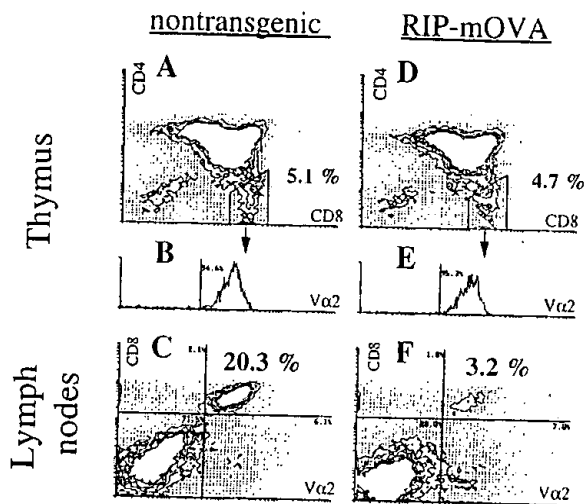 nontransgenic RIP-mOVA
Thymus
A CD4 5.1 % CD8
D CD4 4.7 % CD8
B Vα2
E Vα2
Lymph nodes
C CD8 20.3 % Vα2
F CD8 3.2 % Vα2